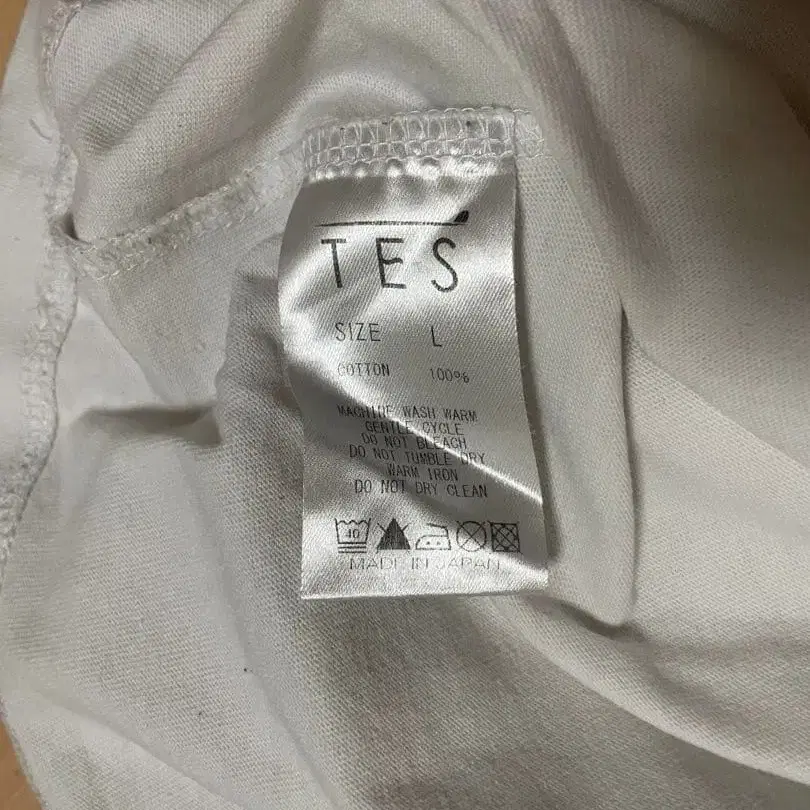 TES
SIZE L
COTTON 100%
MACHINE WASH WARM
GENTLE CYCLE
DO NOT BLEACH
DO NOT TUMBLE DRY
WARM IRON
DO NOT DRY CLEAN
40
MADE IN JAPAN